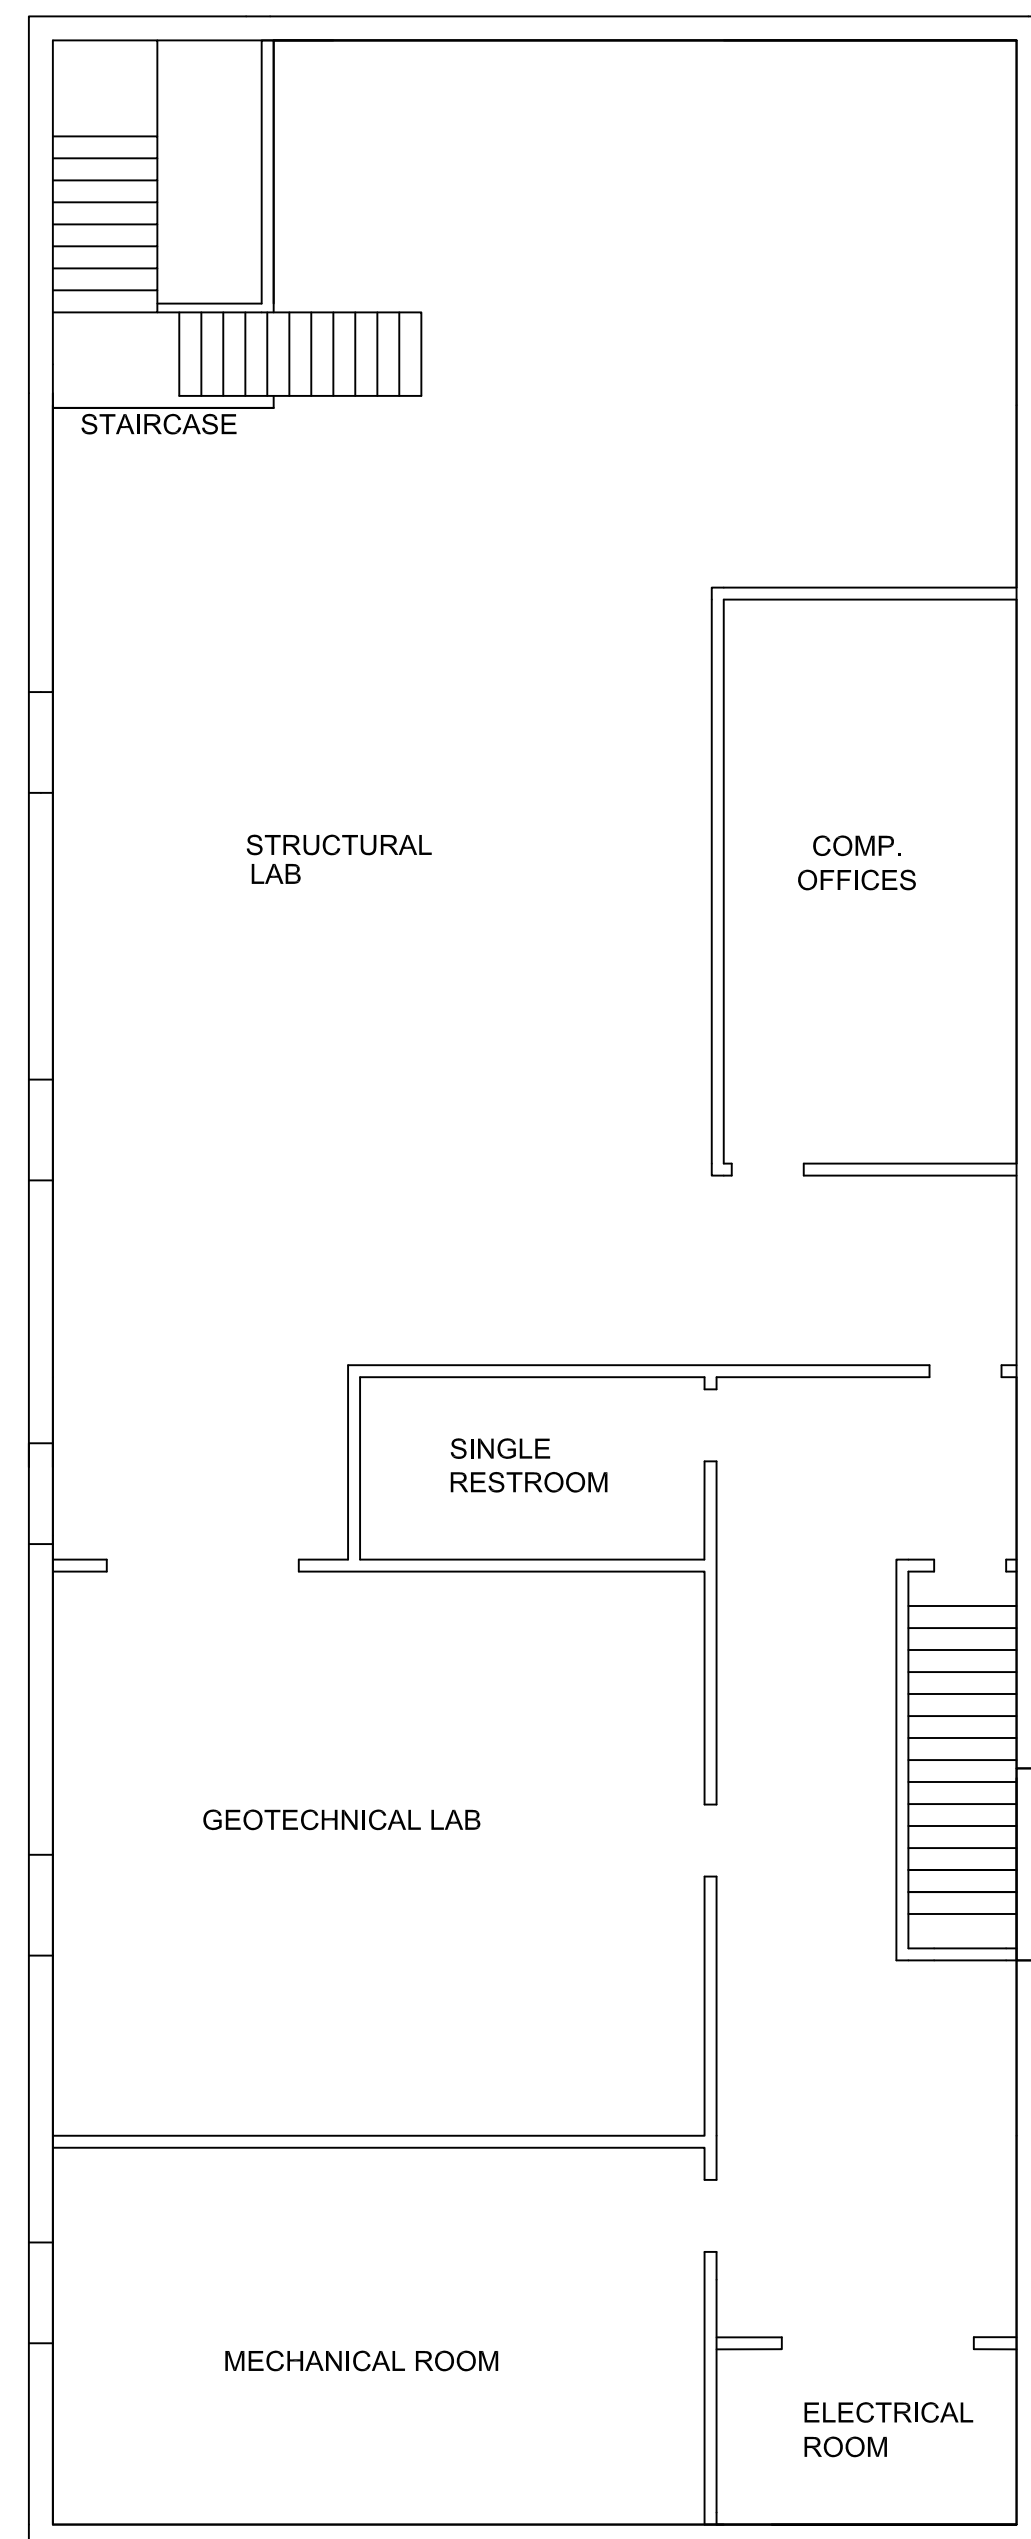 STAIRCASE
STRUCTURAL
LAB
COMP.
OFFICES
SINGLE
RESTROOM
GEOTECHNICAL LAB
MECHANICAL ROOM
ELECTRICAL
ROOM